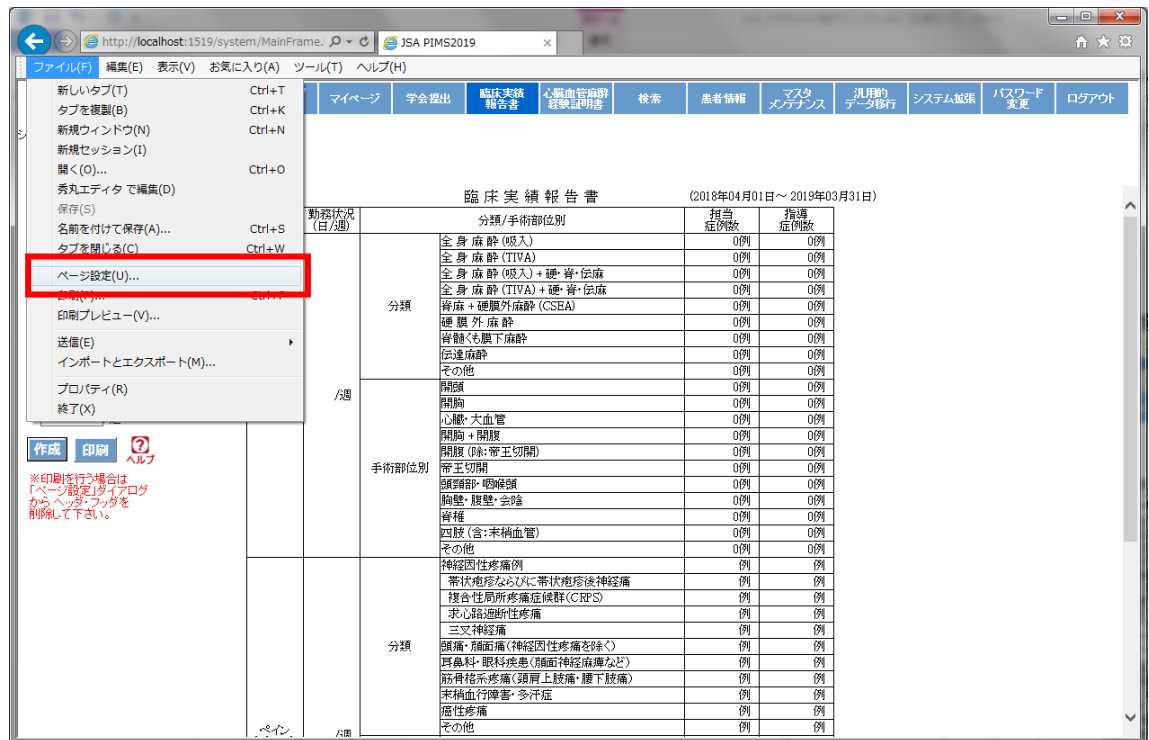 http://localhost:1519/system/MainFrame.
JSA PIMS2019
ファイル(F) 編集(E) 表示(V) お気に入り(A) ツール(T) ヘルプ(H)
新しいタブ(T) Ctrl+T
タブを複製(B) Ctrl+K
新規ウィンドウ(N) Ctrl+N
新規セッション(I)
開く(O)... Ctrl+O
秀丸エディタ で編集(D)
保存(S)
名前を付けて保存(A)... Ctrl+S
タブを閉じる(C) Ctrl+W
ページ設定(U)...
印刷(P)... Ctrl+P
印刷プレビュー(V)...
送信(E)
インポートとエクスポート(M)...
プロパティ(R)
終了(X)
マイページ 学会提出 臨床実績報告書 心臓血管麻酔経験証明書 検索 患者情報 マスタメンテナンス 汎用的データ移行 システム拡張 パスワード変更 ログアウト
作成 印刷 ヘルプ
※印刷を行う場合は
「ページ設定」ダイアログ
からヘッダ・フッダを
削除して下さい。
臨 床 実 績 報 告 書 (2018年04月01日～ 2019年03月31日)
勤務状況(日/週) 分類/手術部位別 担当症例数 指導症例数
/週
分類
全 身 麻 酔 (吸入) 0例 0例
全 身 麻 酔 (TIVA) 0例 0例
全 身 麻 酔 (吸入) + 硬・脊・伝麻 0例 0例
全 身 麻 酔 (TIVA) + 硬・脊・伝麻 0例 0例
脊麻 + 硬膜外麻酔 (CSEA) 0例 0例
硬 膜 外 麻 酔 0例 0例
脊髄くも膜下麻酔 0例 0例
伝達麻酔 0例 0例
その他 0例 0例
手術部位別
開頭 0例 0例
開胸 0例 0例
心臓・大血管 0例 0例
開胸 + 開腹 0例 0例
開腹 (除:帝王切開) 0例 0例
帝王切開 0例 0例
頭頸部・咽喉頭 0例 0例
胸壁・腹壁・会陰 0例 0例
脊椎 0例 0例
四肢 (含:末梢血管) 0例 0例
その他 0例 0例
ペイン
/週
分類
神経因性疼痛例 例 例
帯状疱疹ならびに帯状疱疹後神経痛 例 例
複合性局所疼痛症候群(CRPS) 例 例
求心路遮断性疼痛 例 例
三叉神経痛 例 例
頭痛・顔面痛(神経因性疼痛を除く) 例 例
耳鼻科・眼科疾患(顔面神経麻痺など) 例 例
筋骨格系疼痛(頚肩上肢痛・腰下肢痛) 例 例
末梢血行障害・多汗症 例 例
癌性疼痛 例 例
その他 例 例